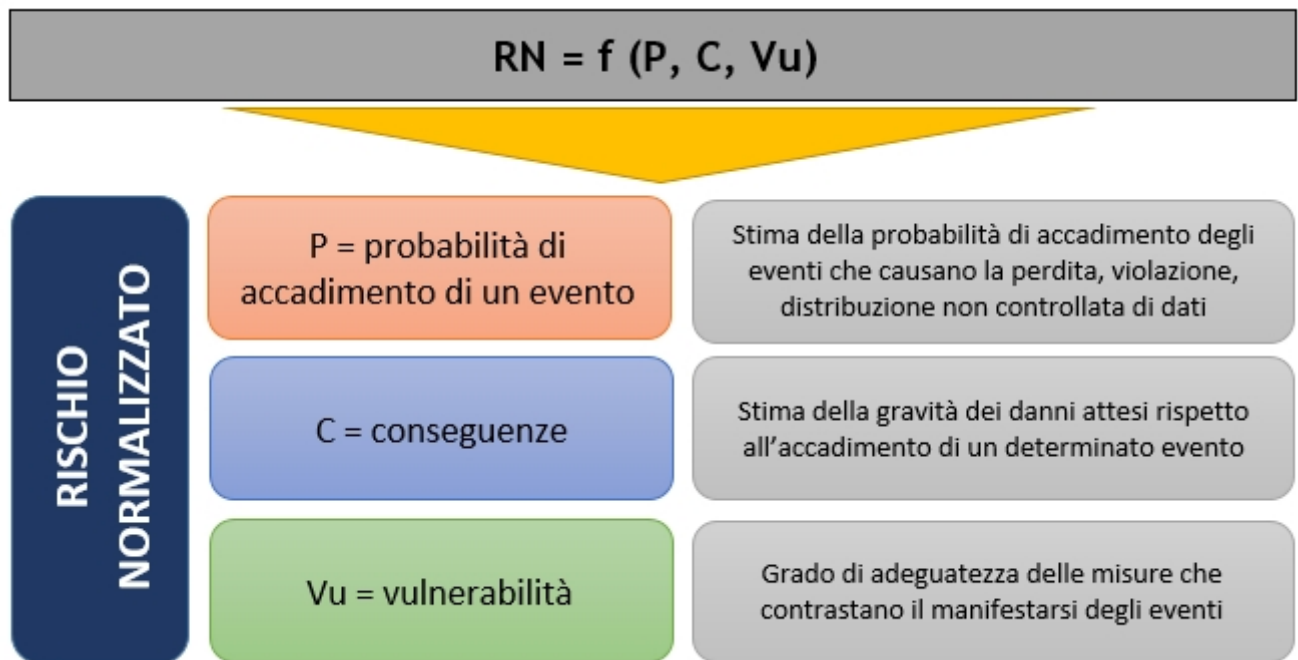 RN = f (P, C, Vu)
RISCHIO
NORMALIZZATO
P = probabilità di
accadimento di un evento
Stima della probabilità di accadimento degli
eventi che causano la perdita, violazione,
distribuzione non controllata di dati
C = conseguenze
Stima della gravità dei danni attesi rispetto
all’accadimento di un determinato evento
Vu = vulnerabilità
Grado di adeguatezza delle misure che
contrastano il manifestarsi degli eventi